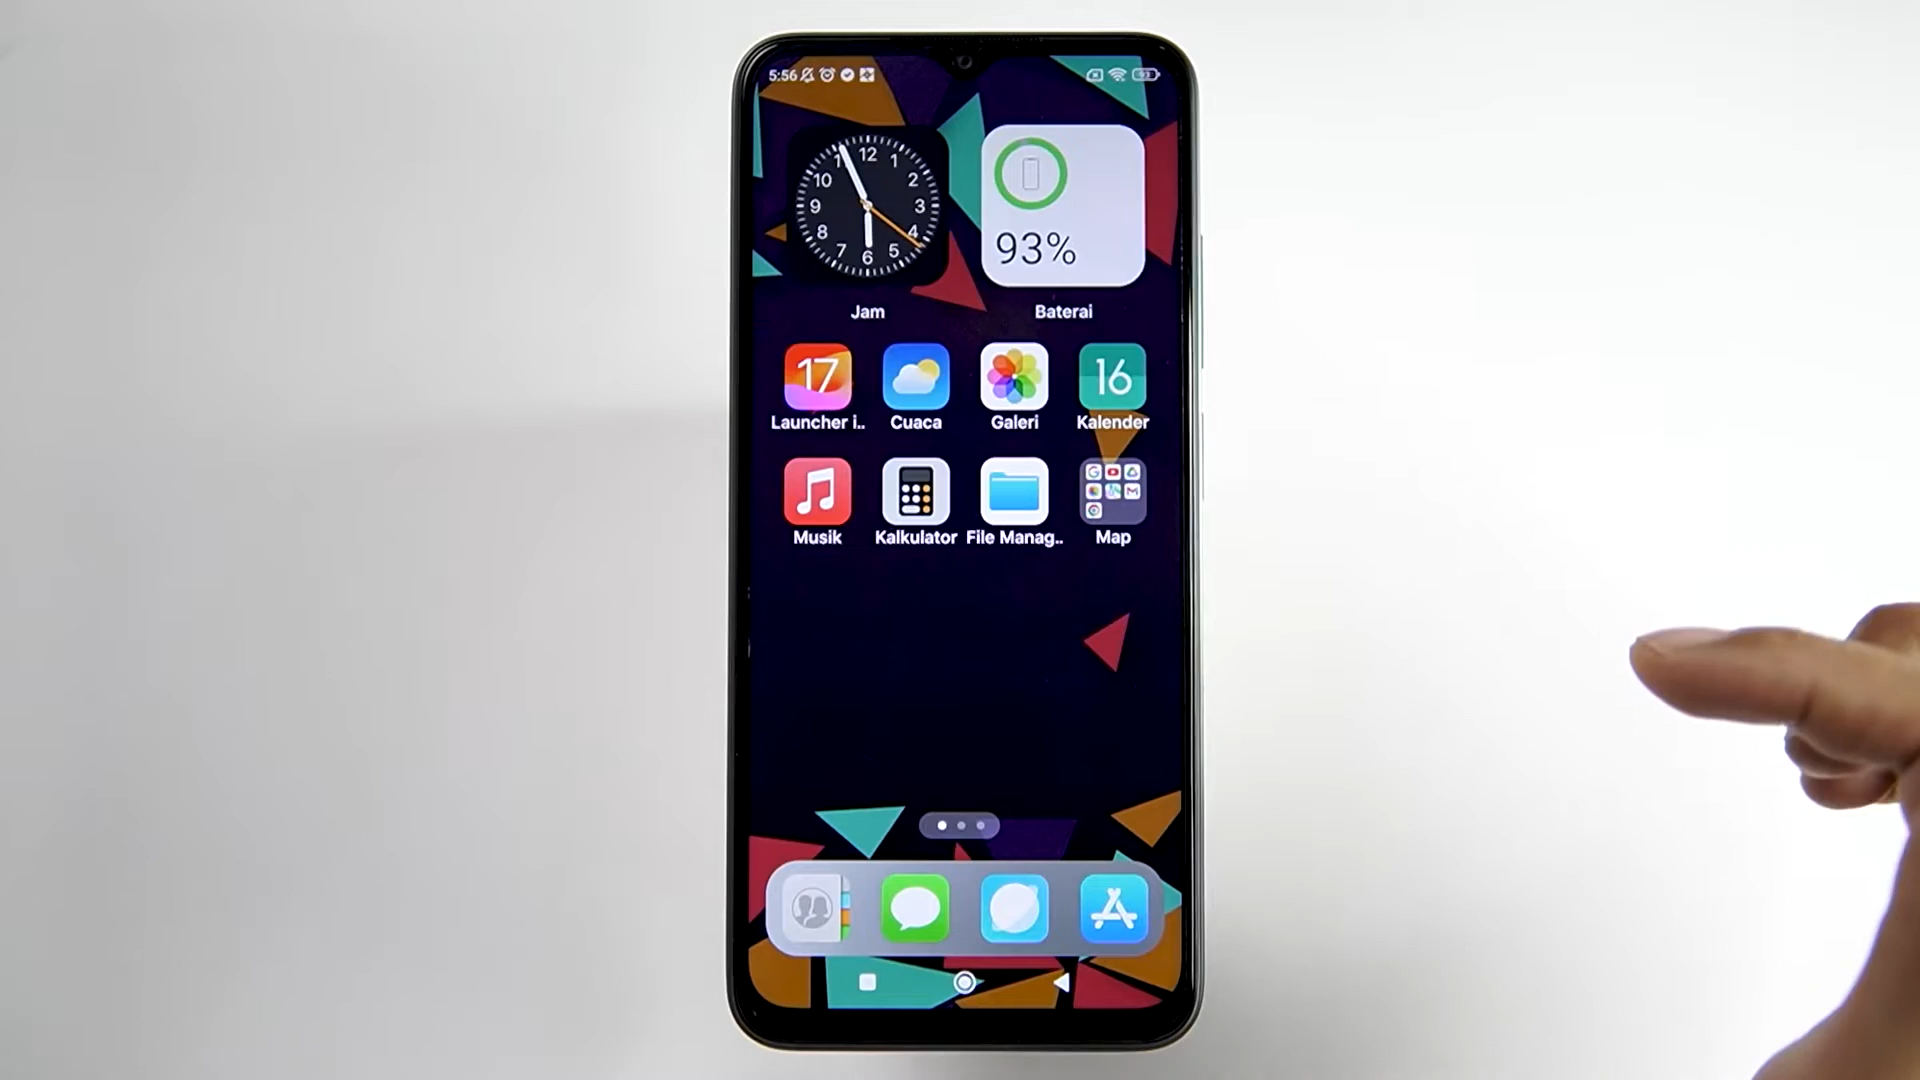 5:56
93
12
11
1
10
2
9
3
8
4
7
5
6
93%
Jam
Baterai
17
16
Launcher i..
Cuaca
Galeri
Kalender
Musik
Kalkulator
File Manag..
Map